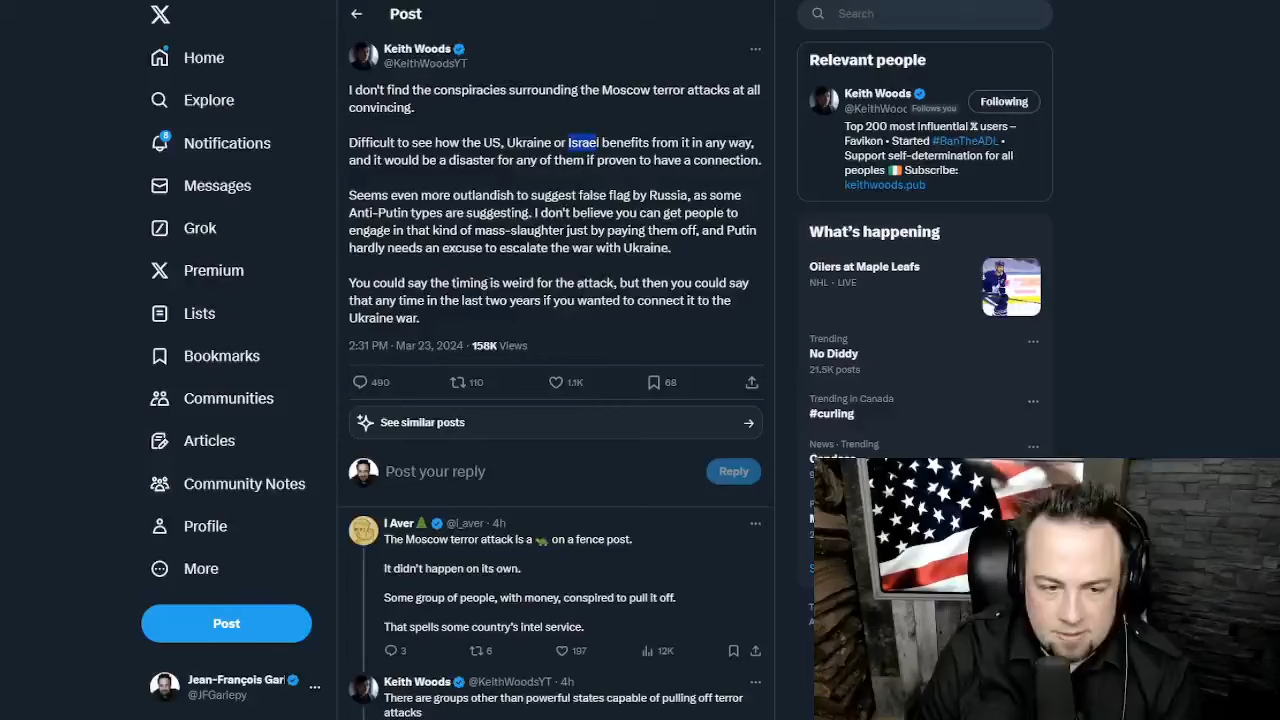 Post
Home
Explore
8
Notifications
Messages
Grok
Premium
Lists
Bookmarks
Communities
Articles
Community Notes
Profile
More
Post
Jean-François Gari
@JFGariepy
Keith Woods
@KeithWoodsYT
I don't find the conspiracies surrounding the Moscow terror attacks at all
convincing.
Difficult to see how the US, Ukraine or Israel benefits from it in any way,
and it would be a disaster for any of them if proven to have a connection.
Seems even more outlandish to suggest false flag by Russia, as some
Anti-Putin types are suggesting. I don't believe you can get people to
engage in that kind of mass-slaughter just by paying them off, and Putin
hardly needs an excuse to escalate the war with Ukraine.
You could say the timing is weird for the attack, but then you could say
that any time in the last two years if you wanted to connect it to the
Ukraine war.
2:31 PM · Mar 23, 2024 · 158K Views
490 110 1.1K 68
See similar posts
Post your reply
Reply
I Aver @l_aver · 4h
The Moscow terror attack is a 🐢 on a fence post.
It didn't happen on its own.
Some group of people, with money, conspired to pull it off.
That spells some country's intel service.
3 6 197 12K
Keith Woods @KeithWoodsYT · 4h
There are groups other than powerful states capable of pulling off terror
attacks
Search
Relevant people
Keith Woods
@KeithWooc Follows you
Following
Top 200 most influential 𝕏 users –
Favikon • Started #BanTheADL •
Support self-determination for all
peoples 🇮🇪 Subscribe:
keithwoods.pub
What's happening
Oilers at Maple Leafs
NHL · LIVE
Trending
No Diddy
21.5K posts
Trending in Canada
#curling
News · Trending